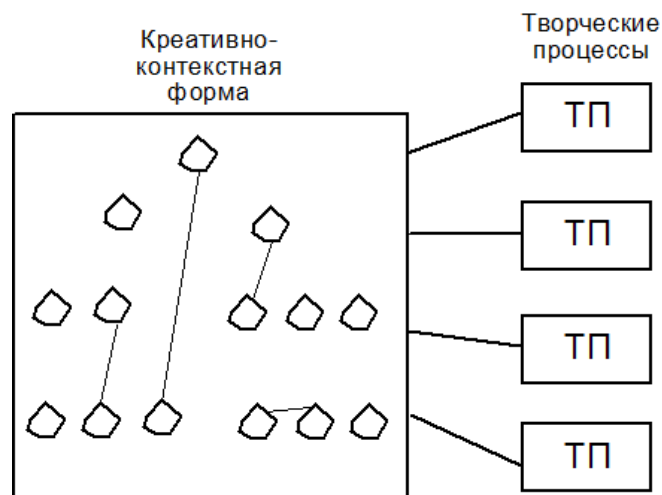 Креативно-
контекстная
форма
Творческие
процессы
ТП
ТП
ТП
ТП